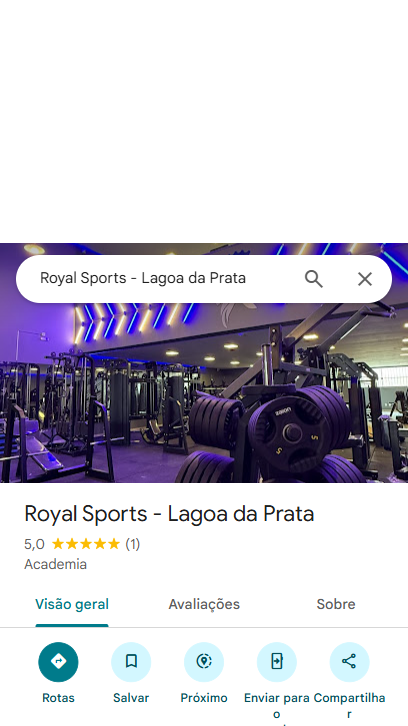 Royal Sports - Lagoa da Prata
Royal Sports - Lagoa da Prata
5,0 (1)
Academia
Visão geral
Avaliações
Sobre
Rotas
Salvar
Próximo
Enviar para
o
Compartilha
r